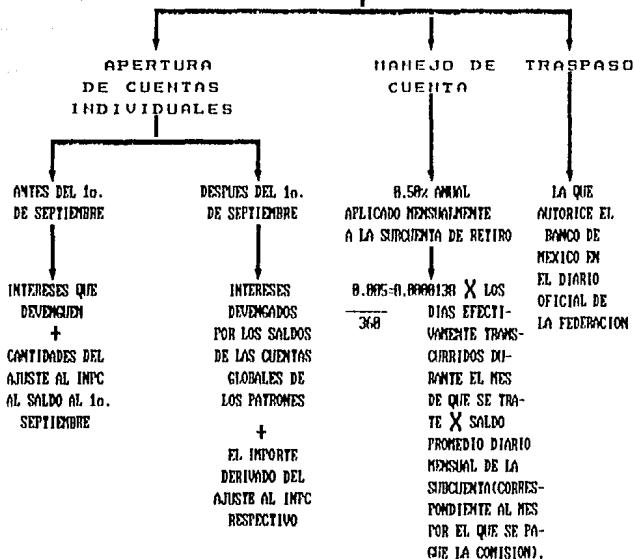 APERTURA
DE CUENTAS
INDIVIDUALES
MANEJO DE
CUENTA
TRASPASO
ANTES DEL 1o.
DE SEPTIEMBRE
INTERESES QUE
DEVENGUEN
+
CANTIDADES DEL
AJUSTE AL INPC
AL SALDO AL 1o.
SEPTIEMBRE
DESPUES DEL 1o.
DE SEPTIEMBRE
INTERESES
DEVENGADOS
POR LOS SALDOS
DE LAS CUENTAS
GLOBALES DE
LOS PATRONES
+
EL IMPORTE
DERIVADO DEL
AJUSTE AL INPC
RESPECTIVO
0.50% ANUAL
APLICADO MENSUALMENTE
A LA SUBCUENTA DE RETIRO
0.005=0.0000138 X LOS
360
DIAS EFECTI-
VAMENTE TRANS-
CURRIDOS DU-
RANTE EL MES
DE QUE SE TRA-
TE X SALDO
PROMEDIO DIARIO
MENSUAL DE LA
SUBCUENTA(CORRES-
PONDIENTE AL MES
POR EL QUE SE PA-
GUE LA COMISION).
LA QUE
AUTORICE EL
BANCO DE
MEXICO EN
EL DIARIO
OFICIAL DE
LA FEDERACION